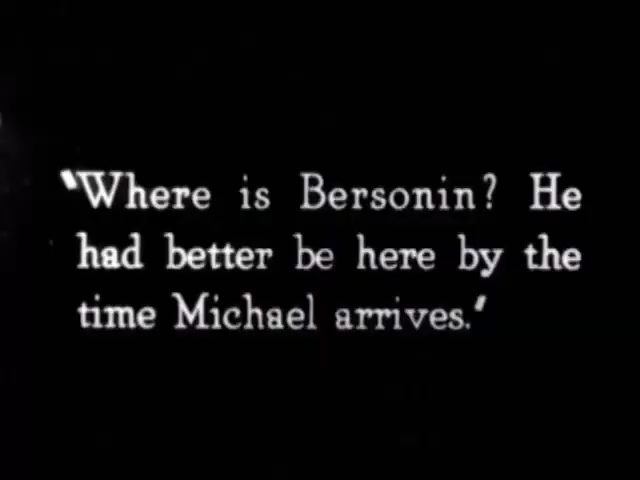 "Where is Bersonin? He
had better be here by the
time Michael arrives."